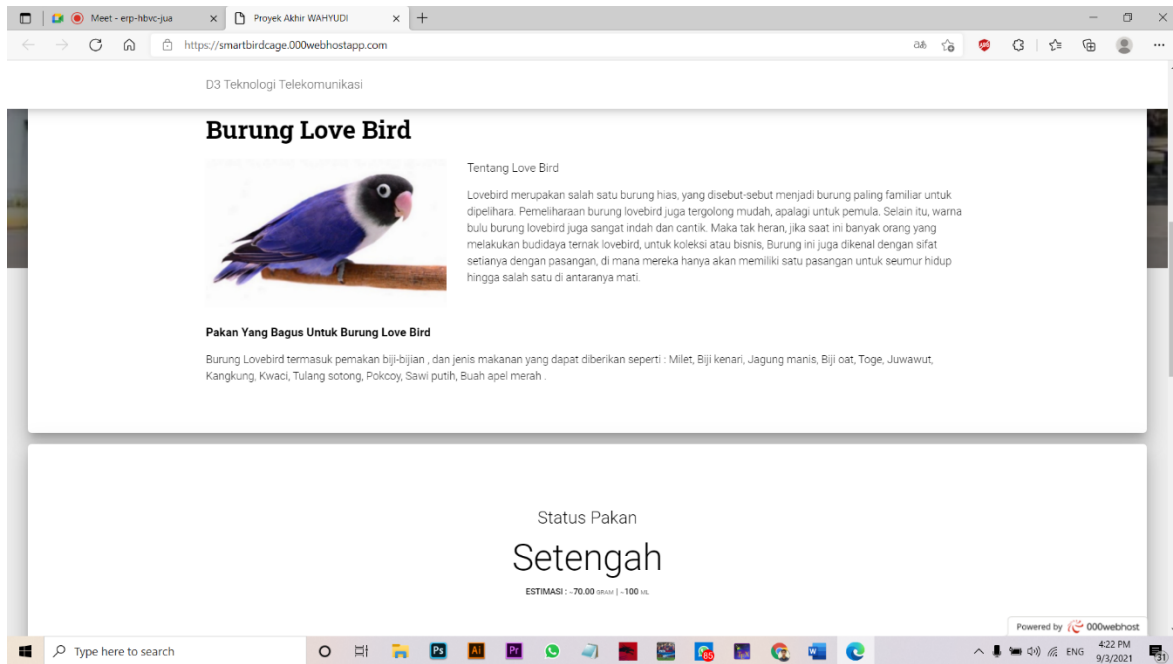 Meet - erp-hbvc-jua
Proyek Akhir WAHYUDI
https://smartbirdcage.000webhostapp.com
D3 Teknologi Telekomunikasi
Burung Love Bird
Tentang Love Bird
Lovebird merupakan salah satu burung hias, yang disebut-sebut menjadi burung paling familiar untuk
dipelihara. Pemeliharaan burung lovebird juga tergolong mudah, apalagi untuk pemula. Selain itu, warna
bulu burung lovebird juga sangat indah dan cantik. Maka tak heran, jika saat ini banyak orang yang
melakukan budidaya ternak lovebird, untuk koleksi atau bisnis, Burung ini juga dikenal dengan sifat
setianya dengan pasangan, di mana mereka hanya akan memiliki satu pasangan untuk seumur hidup
hingga salah satu di antaranya mati.
Pakan Yang Bagus Untuk Burung Love Bird
Burung Lovebird termasuk pemakan biji-bijian , dan jenis makanan yang dapat diberikan seperti : Milet, Biji kenari, Jagung manis, Biji oat, Toge, Juwawut,
Kangkung, Kwaci, Tulang sotong, Pokcoy, Sawi putih, Buah apel merah .
Status Pakan
Setengah
ESTIMASI : ~70.00 GRAM | ~100 ML
Powered by 000webhost
Type here to search
Ps
Ai
Pr
65
ENG
4:22 PM
9/3/2021
31